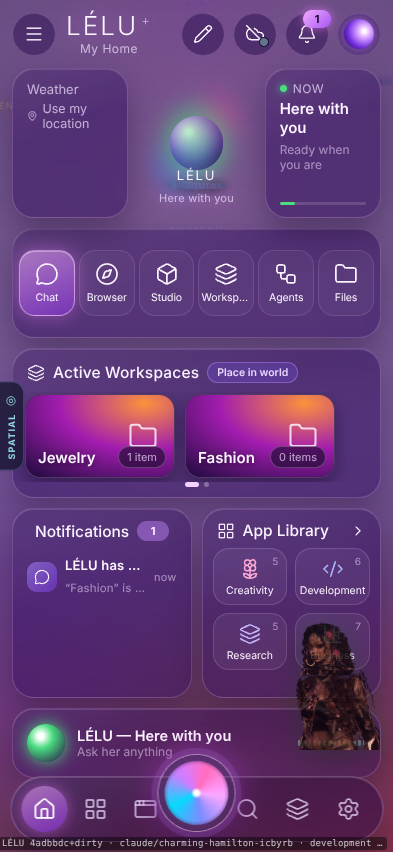 LÉLU +
My Home
1
Weather
Use my
location
LÉLU
Here with you
NOW
Here with
you
Ready when
you are
Chat
Browser
Studio
Worksp...
Agents
Files
Active Workspaces
Place in world
SPATIAL
Jewelry
1 item
Fashion
0 items
Notifications
1
LÉLU has ...
"Fashion" is ...
now
App Library
5
Creativity
6
Development
5
Research
7
LÉLU — Here with you
Ask her anything
LÉLU 4adbbdc+dirty · claude/charming-hamilton-icbyrb · development …